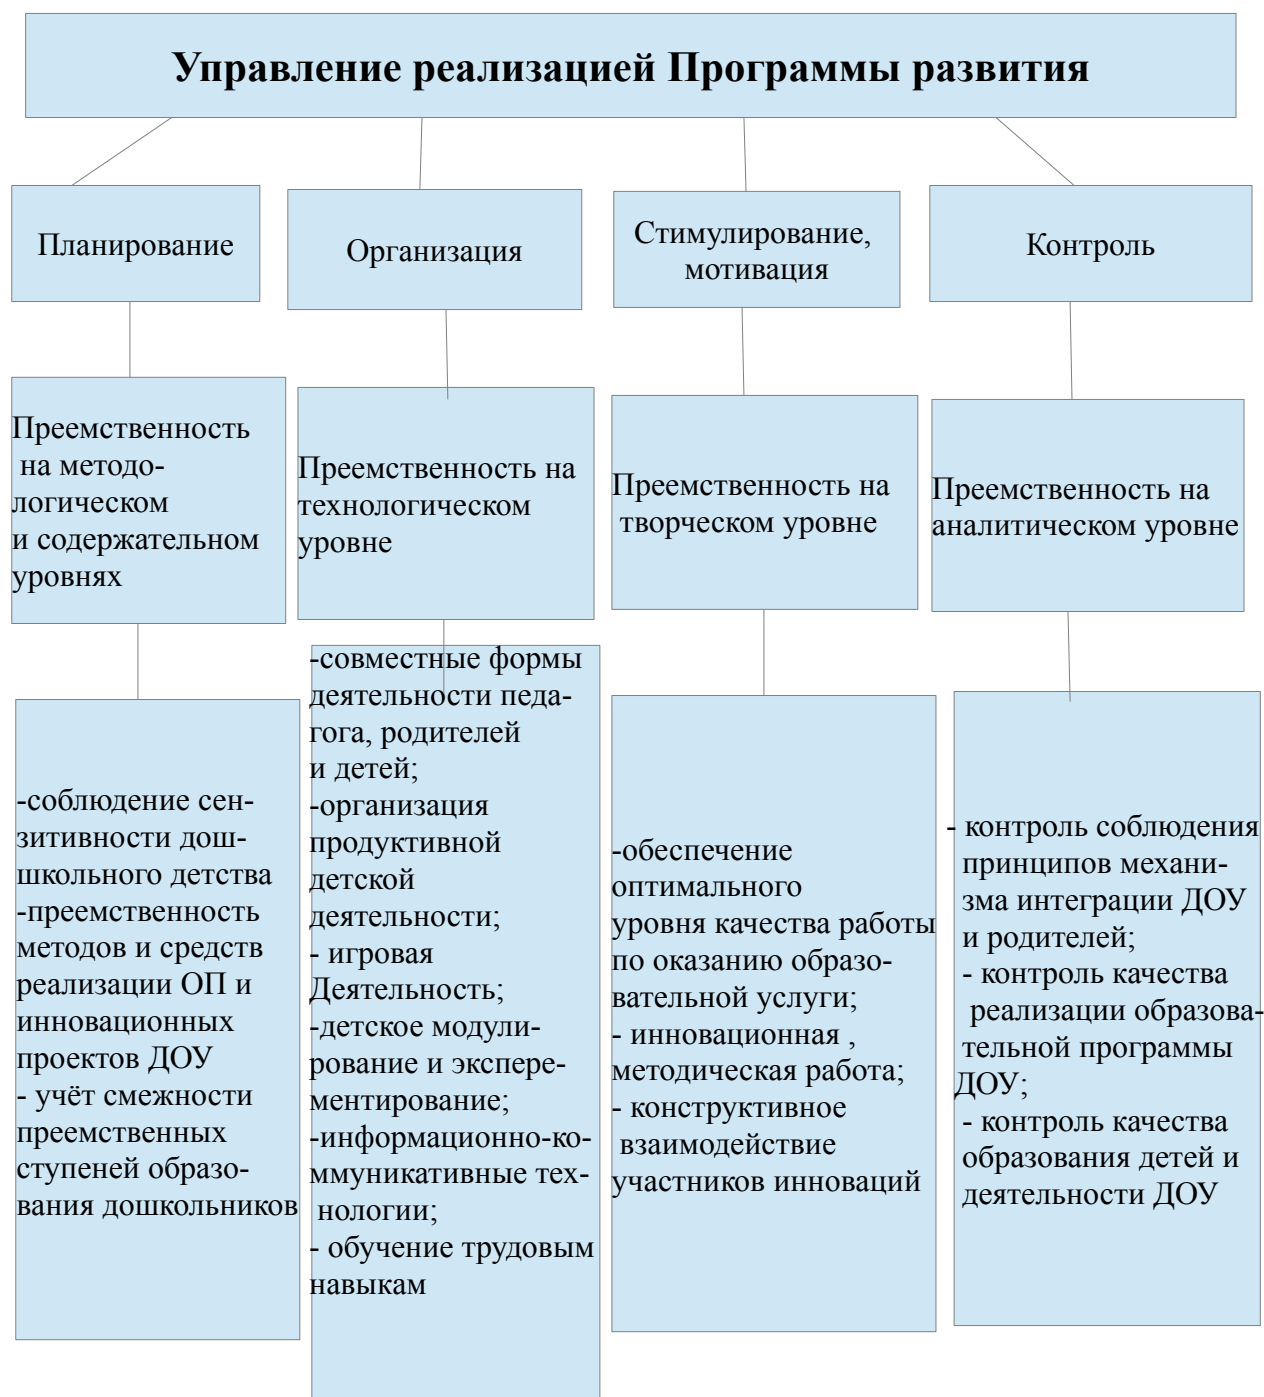 Управление реализацией Программы развития
Планирование
Организация
Стимулирование,
мотивация
Контроль
Преемственность
на методо-
логическом
и содержательном
уровнях
Преемственность на
технологическом
уровне
Преемственность на
творческом уровне
Преемственность на
аналитическом уровне
-соблюдение сен-
зитивности дош-
школьного детства
-преемственность
методов и средств
реализации ОП и
инновационных
проектов ДОУ
- учёт смежности
преемственных
ступеней образо-
вания дошкольников
-совместные формы
деятельности педа-
гога, родителей
и детей;
-организация
продуктивной
детской
деятельности;
- игровая
Деятельность;
-детское модули-
рование и экспере-
ментирование;
-информационно-ко-
ммуникативные тех-
нологии;
- обучение трудовым
навыкам
-обеспечение
оптимального
уровня качества работы
по оказанию образо-
вательной услуги;
- инновационная ,
методическая работа;
- конструктивное
взаимодействие
участников инноваций
- контроль соблюдения
принципов механи-
зма интеграции ДОУ
и родителей;
- контроль качества
реализации образова-
тельной программы
ДОУ;
- контроль качества
образования детей и
деятельности ДОУ